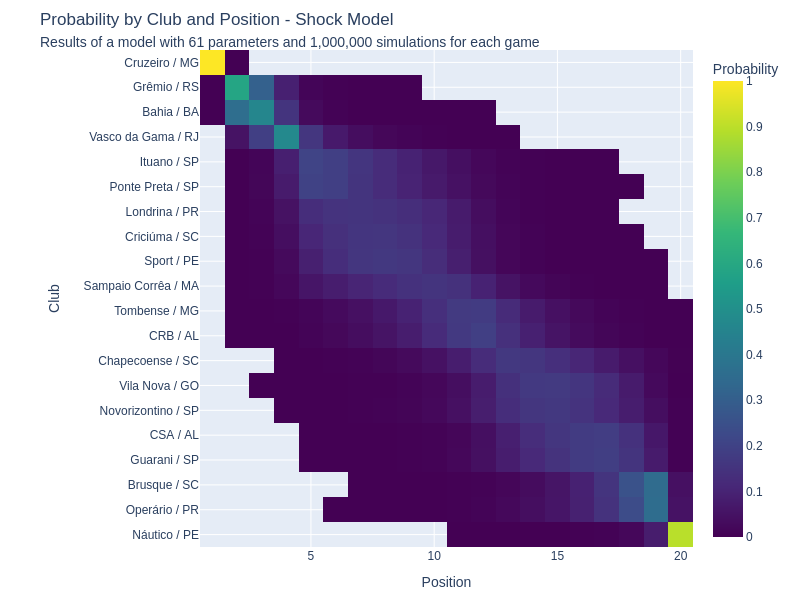 Probability by Club and Position - Shock Model
Results of a model with 61 parameters and 1,000,000 simulations for each game
Probability
Club
Cruzeiro / MG
Grêmio / RS
Bahia / BA
Vasco da Gama / RJ
Ituano / SP
Ponte Preta / SP
Londrina / PR
Criciúma / SC
Sport / PE
Sampaio Corrêa / MA
Tombense / MG
CRB / AL
Chapecoense / SC
Vila Nova / GO
Novorizontino / SP
CSA / AL
Guarani / SP
Brusque / SC
Operário / PR
Náutico / PE
5 10 15 20
Position
1
0.9
0.8
0.7
0.6
0.5
0.4
0.3
0.2
0.1
0